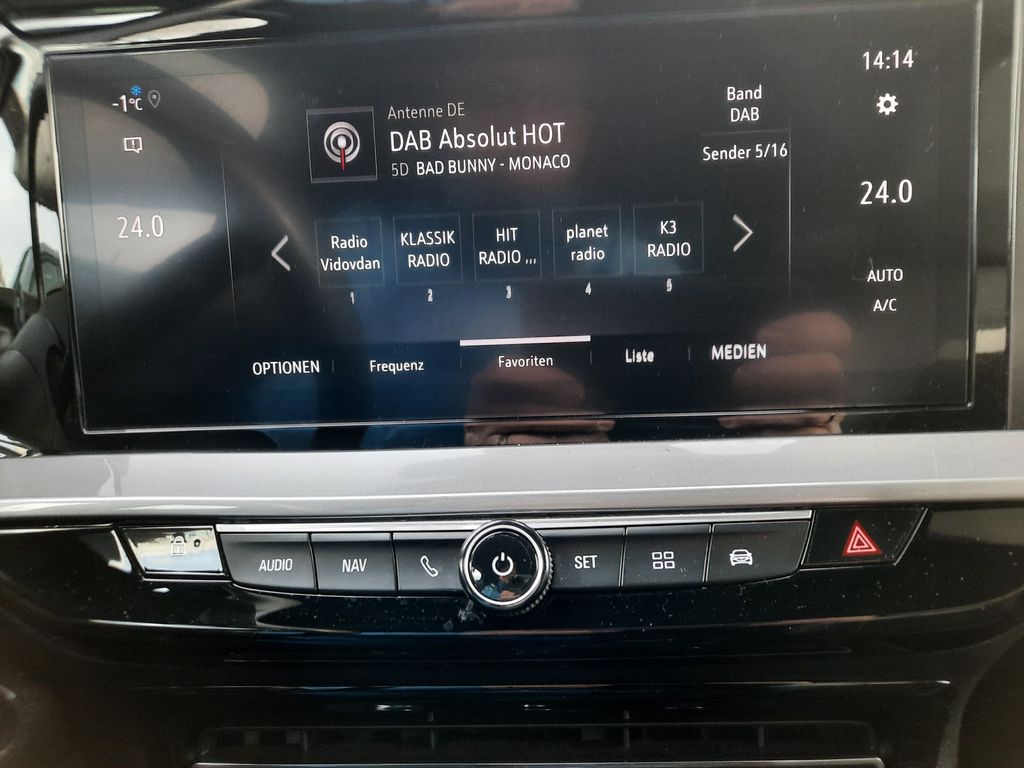 -1°C
24.0
Antenne DE
DAB Absolut HOT
5D BAD BUNNY - MONACO
Band
DAB
Sender 5/16
14:14
24.0
AUTO
A/C
Radio
Vidovdan
1
KLASSIK
RADIO
2
HIT
RADIO ...
3
planet
radio
4
K3
RADIO
5
OPTIONEN
Frequenz
Favoriten
Liste
MEDIEN
AUDIO
NAV
SET